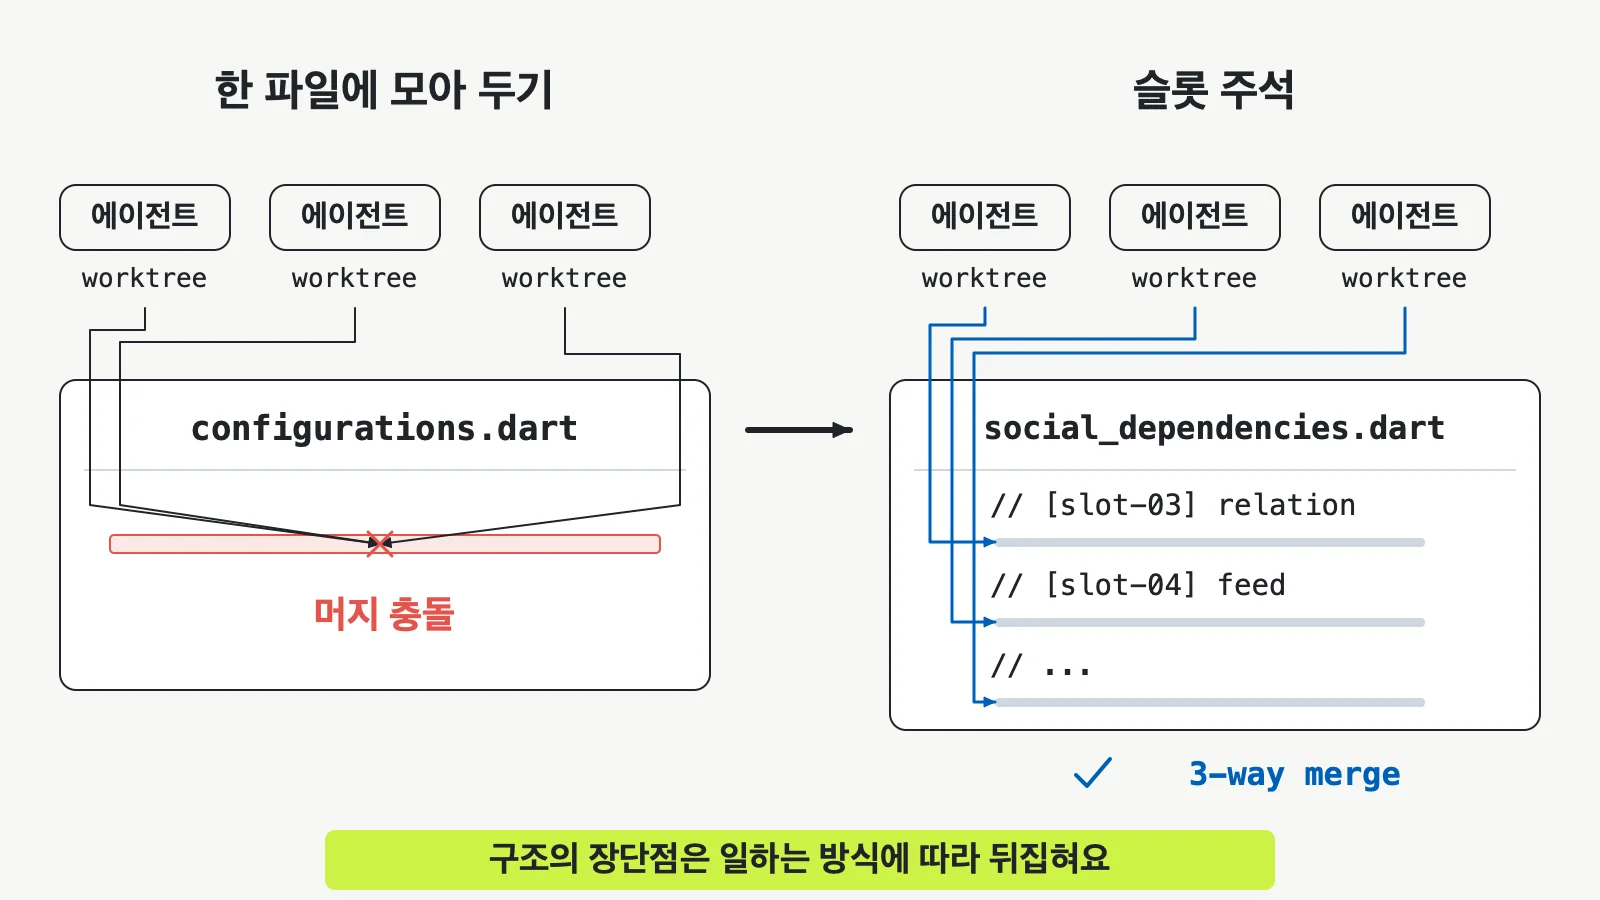 한 파일에 모아 두기
에이전트 에이전트 에이전트
worktree worktree worktree
configurations.dart
머지 충돌
슬롯 주석
에이전트 에이전트 에이전트
worktree worktree worktree
social_dependencies.dart
// [slot-03] relation
// [slot-04] feed
// ...
3-way merge
구조의 장단점은 일하는 방식에 따라 뒤집혀요